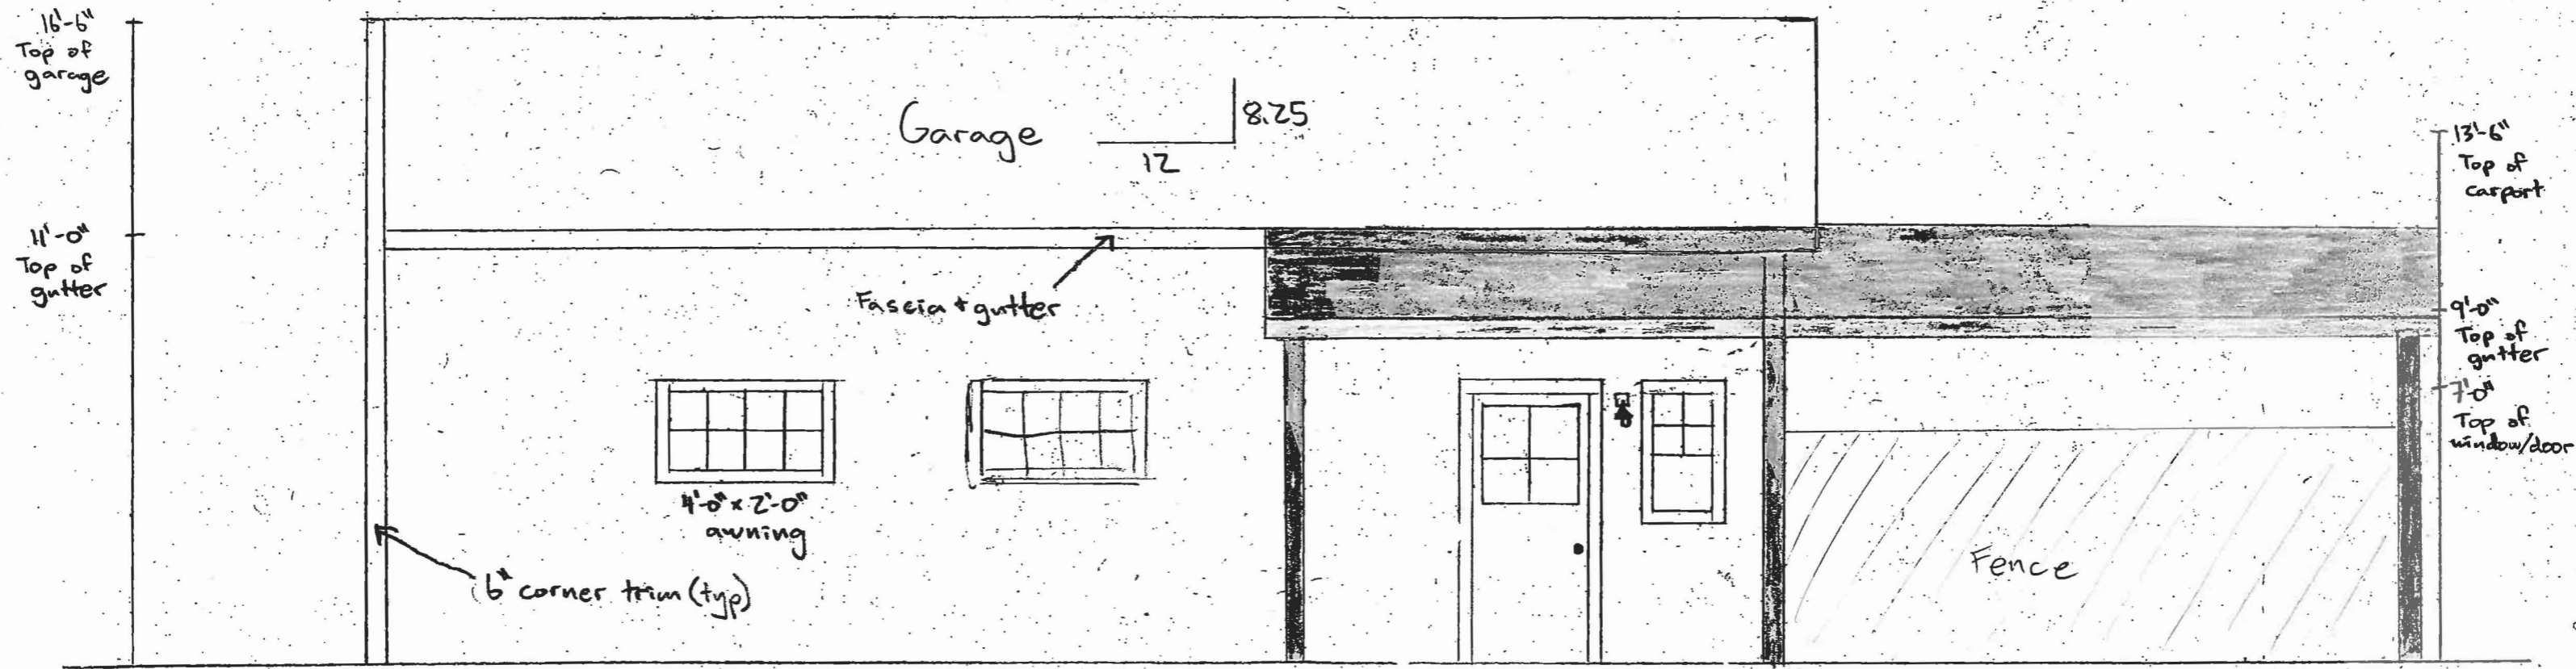 16'-6"
Top of
garage
11'-0"
Top of
gutter
Garage
8.25
12
Fascia + gutter
4'-0" x 2'-0"
awning
6" corner trim (typ)
Fence
13'-6"
Top of
carport
9'-0"
Top of
gutter
7'-0"
Top of
window/door